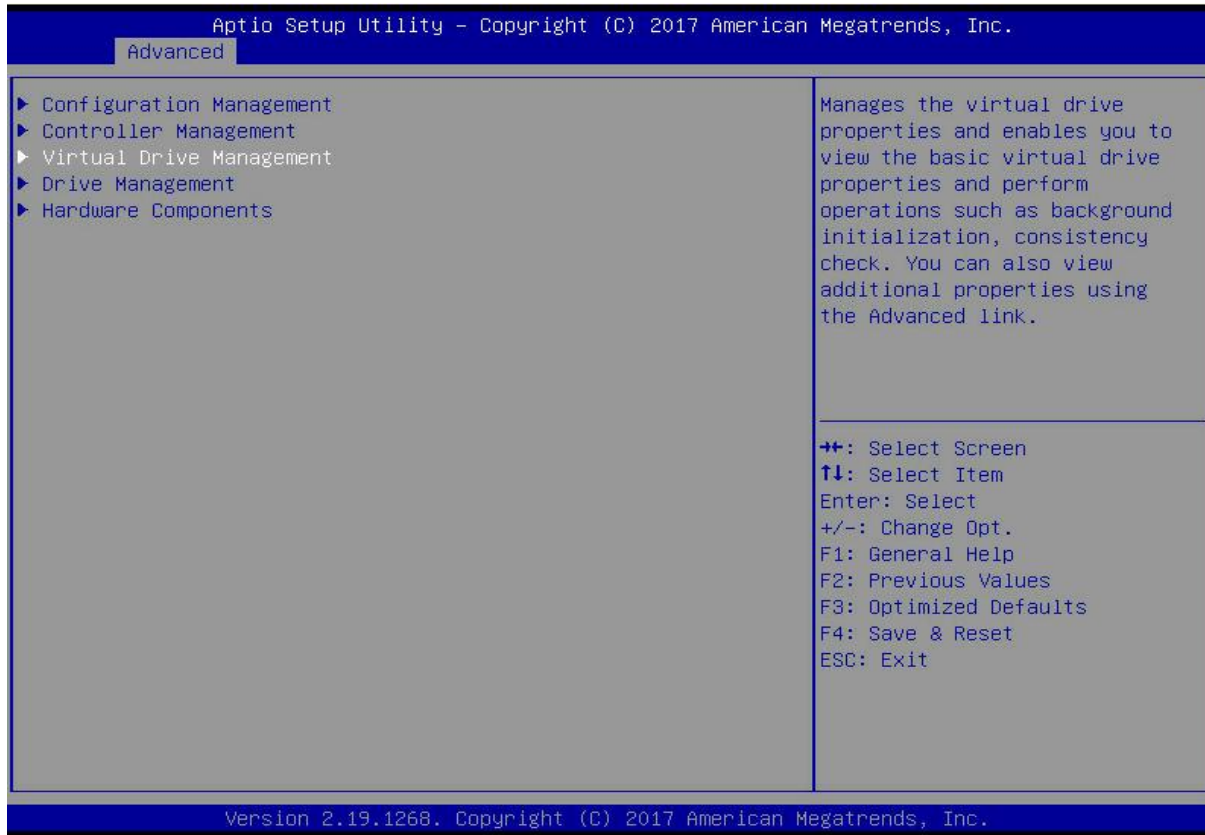 Aptio Setup Utility – Copyright (C) 2017 American Megatrends, Inc.
Advanced
▶ Configuration Management
▶ Controller Management
▶ Virtual Drive Management
▶ Drive Management
▶ Hardware Components
Manages the virtual drive
properties and enables you to
view the basic virtual drive
properties and perform
operations such as background
initialization, consistency
check. You can also view
additional properties using
the Advanced link.
→←: Select Screen
↑↓: Select Item
Enter: Select
+/-: Change Opt.
F1: General Help
F2: Previous Values
F3: Optimized Defaults
F4: Save & Reset
ESC: Exit
Version 2.19.1268. Copyright (C) 2017 American Megatrends, Inc.